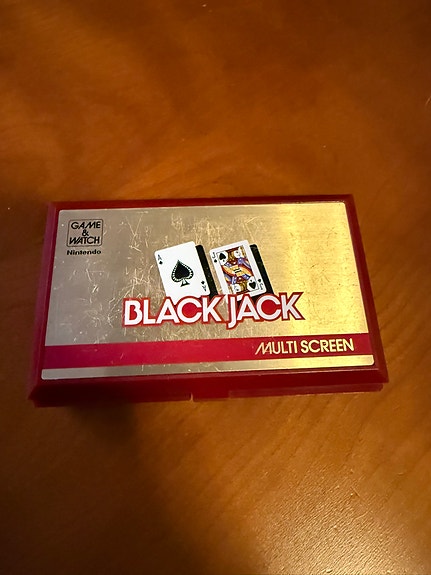 GAME
&
WATCH
Nintendo
A
A
J
BLACK JACK
MULTI SCREEN